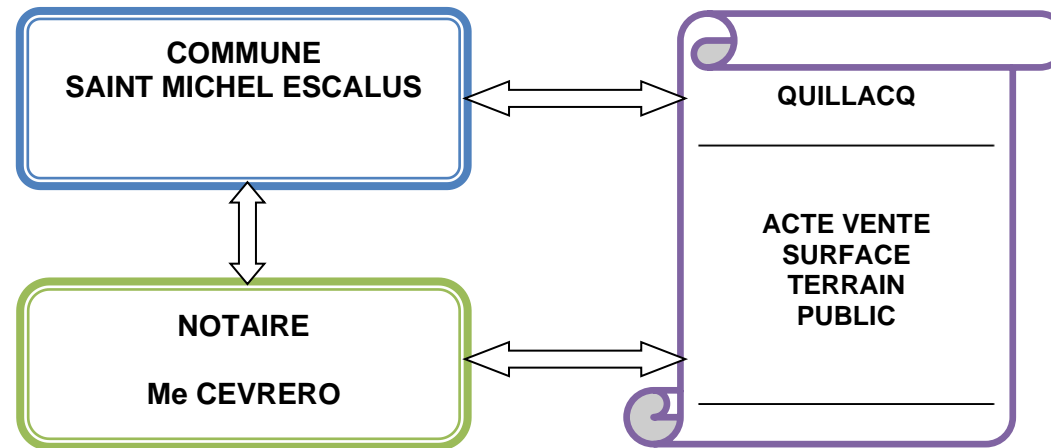 COMMUNE
SAINT MICHEL ESCALUS
QUILLACQ
ACTE VENTE
SURFACE
TERRAIN
PUBLIC
NOTAIRE
Me CEVRERO